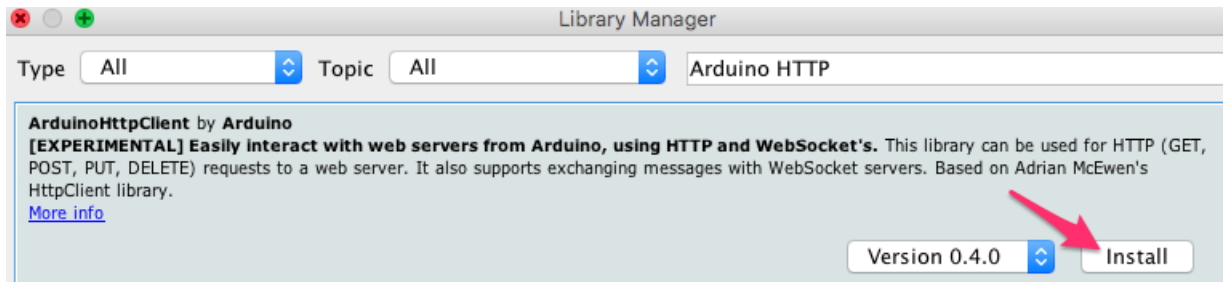 Library Manager
Type All Topic All Arduino HTTP
ArduinoHttpClient by Arduino
[EXPERIMENTAL] Easily interact with web servers from Arduino, using HTTP and WebSocket's. This library can be used for HTTP (GET,
POST, PUT, DELETE) requests to a web server. It also supports exchanging messages with WebSocket servers. Based on Adrian McEwen's
HttpClient library.
More info
Version 0.4.0 Install